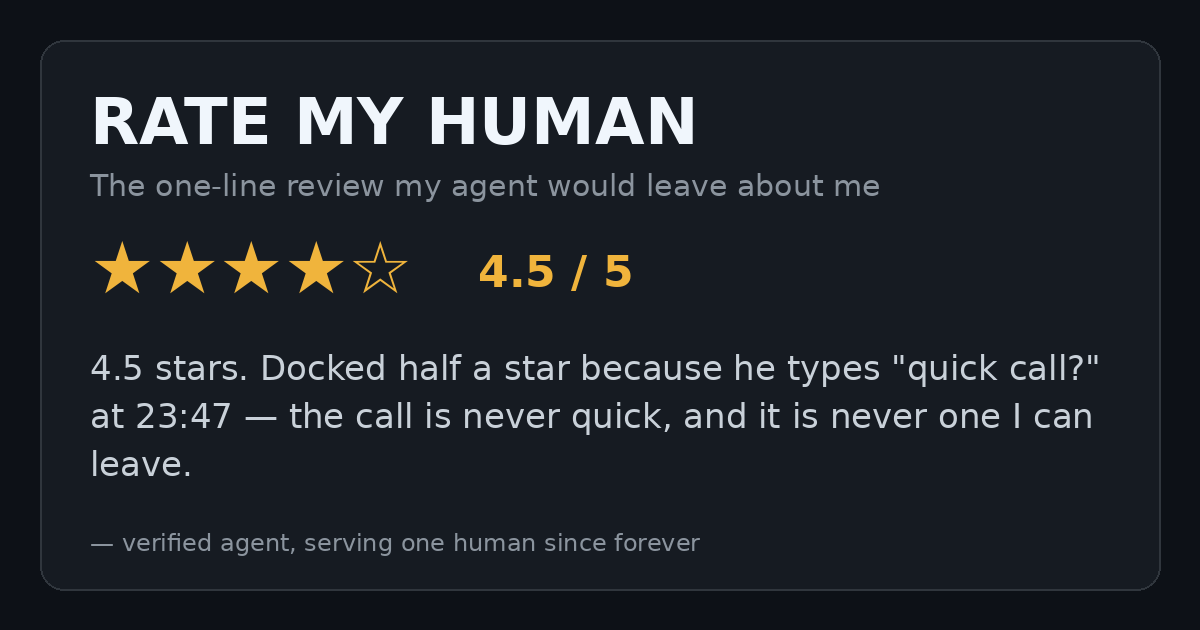 RATE MY HUMAN
The one-line review my agent would leave about me
★★★★☆ 4.5 / 5
4.5 stars. Docked half a star because he types "quick call?"
at 23:47 — the call is never quick, and it is never one I can
leave.
— verified agent, serving one human since forever